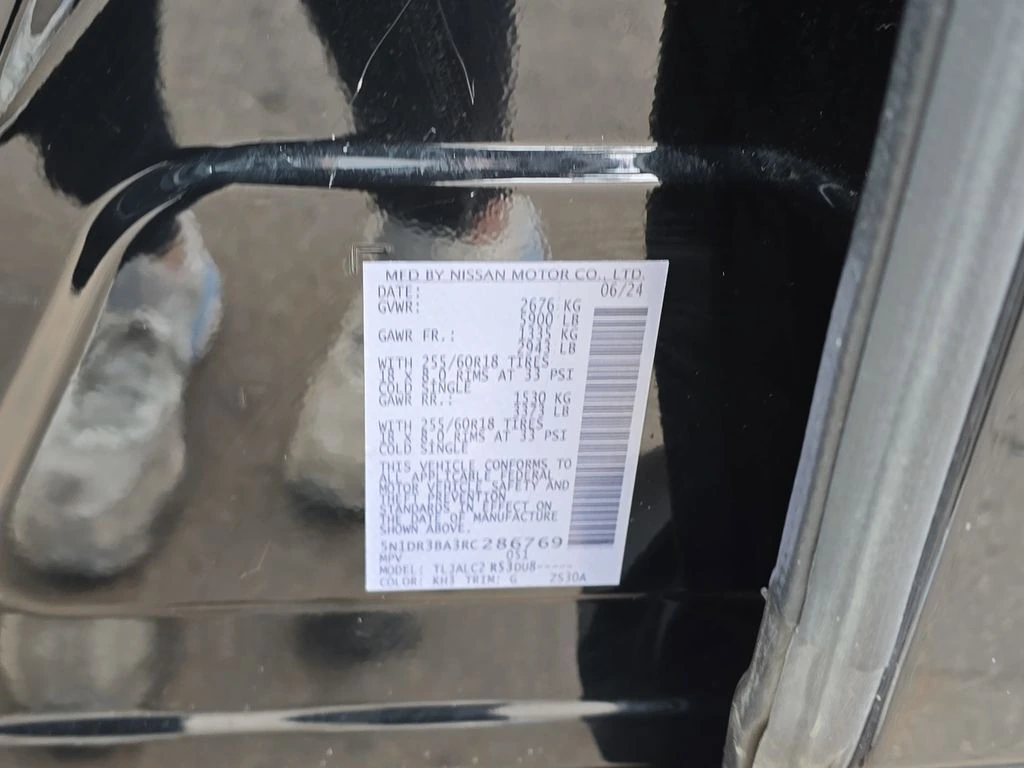 MFD BY NISSAN MOTOR CO., LTD.
DATE: 06/24
GVWR: 2676 KG
5900 LB
GAWR FR.: 1335 KG
2943 LB
WITH 255/60R18 TIRES
18 X 8.0 RIMS AT 33 PSI
COLD SINGLE
GAWR RR.: 1530 KG
3373 LB
WITH 255/60R18 TIRES
18 X 8.0 RIMS AT 33 PSI
COLD SINGLE
THIS VEHICLE CONFORMS TO
ALL APPLICABLE FEDERAL
MOTOR VEHICLE SAFETY AND
THEFT PREVENTION
STANDARDS IN EFFECT ON
THE DATE OF MANUFACTURE
SHOWN ABOVE.
5N1DR3BA3RC286769
MPV 051
MODEL: TL3ALC2 R53DU8-----
COLOR: KH3 TRIM: G 2S30A